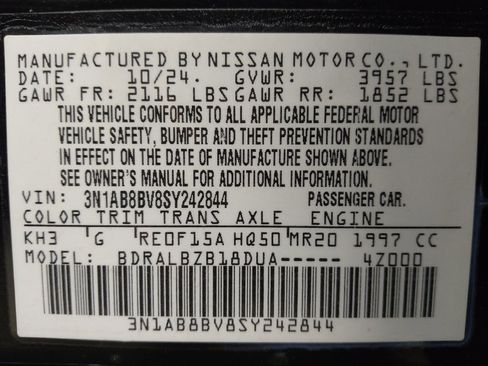 MANUFACTURED BY NISSAN MOTOR CO., LTD.
DATE: 10/24. GVWR: 3957 LBS
GAWR FR: 2116 LBS GAWR RR: 1852 LBS
THIS VEHICLE CONFORMS TO ALL APPLICABLE FEDERAL MOTOR
VEHICLE SAFETY, BUMPER AND THEFT PREVENTION STANDARDS
IN EFFECT ON THE DATE OF MANUFACTURE SHOWN ABOVE.
SEE OWNER'S MANUAL FOR ADDITIONAL INFORMATION.
VIN: 3N1AB8BV8SY242844 PASSENGER CAR.
COLOR TRIM TRANS AXLE ENGINE
KH3 G RE0F15A HQ50 MR20 1997 CC
MODEL: BDRALBZB18DUA----- 4Z000
3N1AB8BV8SY242844